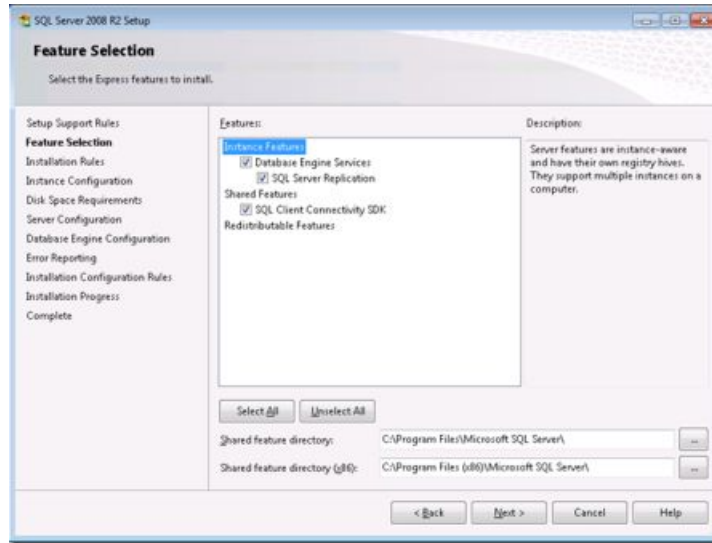 SQL Server 2008 R2 Setup
Feature Selection
Select the Express features to install.
Setup Support Rules
Feature Selection
Installation Rules
Instance Configuration
Disk Space Requirements
Server Configuration
Database Engine Configuration
Error Reporting
Installation Configuration Rules
Installation Progress
Complete
Features:
Instance Features
Database Engine Services
SQL Server Replication
Shared Features
SQL Client Connectivity SDK
Redistributable Features
Description:
Server features are instance-aware
and have their own registry hives.
They support multiple instances on a
computer.
Select All
Unselect All
Shared feature directory:
C:\Program Files\Microsoft SQL Server\
...
Shared feature directory (x86):
C:\Program Files (x86)\Microsoft SQL Server\
...
< Back
Next >
Cancel
Help